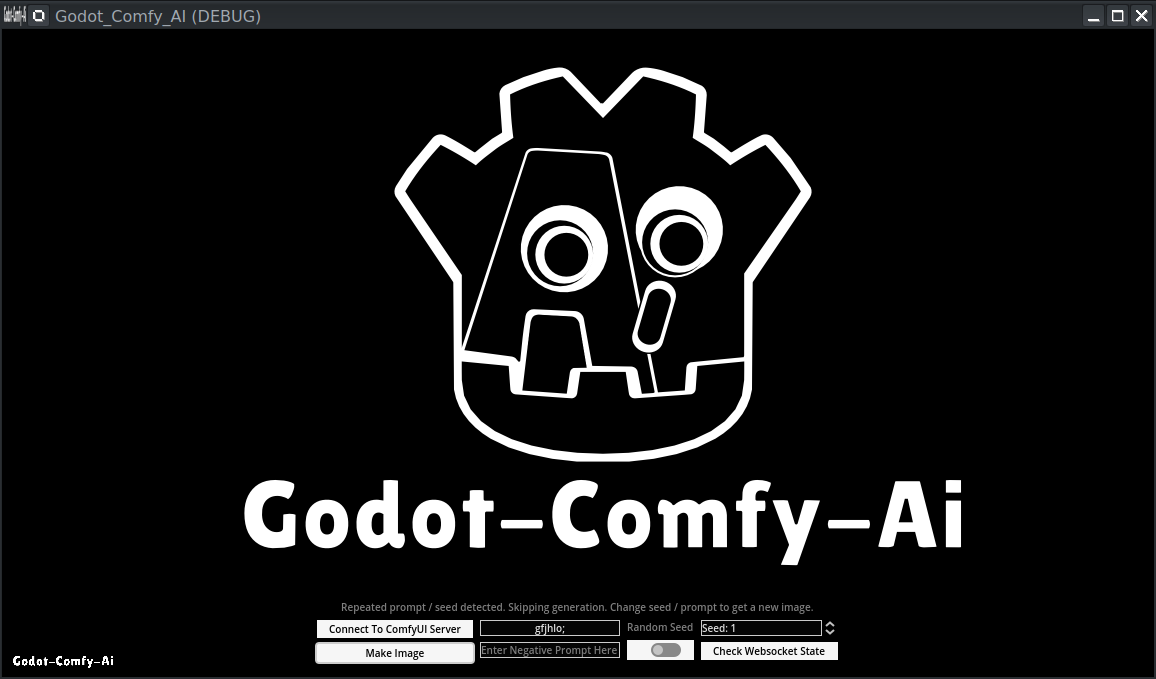 Godot_Comfy_AI (DEBUG)
Godot-Comfy-Ai
Repeated prompt / seed detected. Skipping generation. Change seed / prompt to get a new image.
Connect To ComfyUI Server
gfjhlo;
Random Seed
Seed: 1
Make Image
Enter Negative Prompt Here
Check Websocket State
Godot-Comfy-Ai